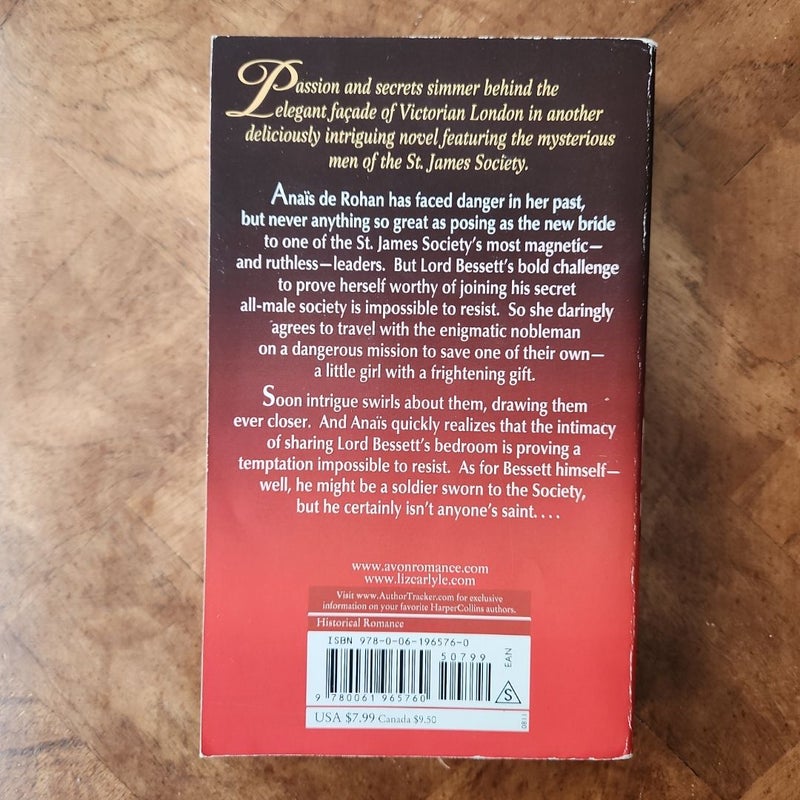 Passion and secrets simmer behind the
elegant façade of Victorian London in another
deliciously intriguing novel featuring the mysterious
men of the St. James Society.
Anaïs de Rohan has faced danger in her past,
but never anything so great as posing as the new bride
to one of the St. James Society's most magnetic—
and ruthless—leaders. But Lord Bessett's bold challenge
to prove herself worthy of joining his secret
all-male society is impossible to resist. So she daringly
agrees to travel with the enigmatic nobleman
on a dangerous mission to save one of their own—
a little girl with a frightening gift.
Soon intrigue swirls about them, drawing them
ever closer. And Anaïs quickly realizes that the intimacy
of sharing Lord Bessett's bedroom is proving a
temptation impossible to resist. As for Bessett himself—
well, he might be a soldier sworn to the Society,
but he certainly isn't anyone's saint....
www.avonromance.com
www.lizcarlyle.com
Visit www.AuthorTracker.com for exclusive
information on your favorite HarperCollins authors.
Historical Romance
ISBN 978-0-06-196576-0
50799
EAN
S
9 780061 965760
USA $7.99 Canada $9.50
0811